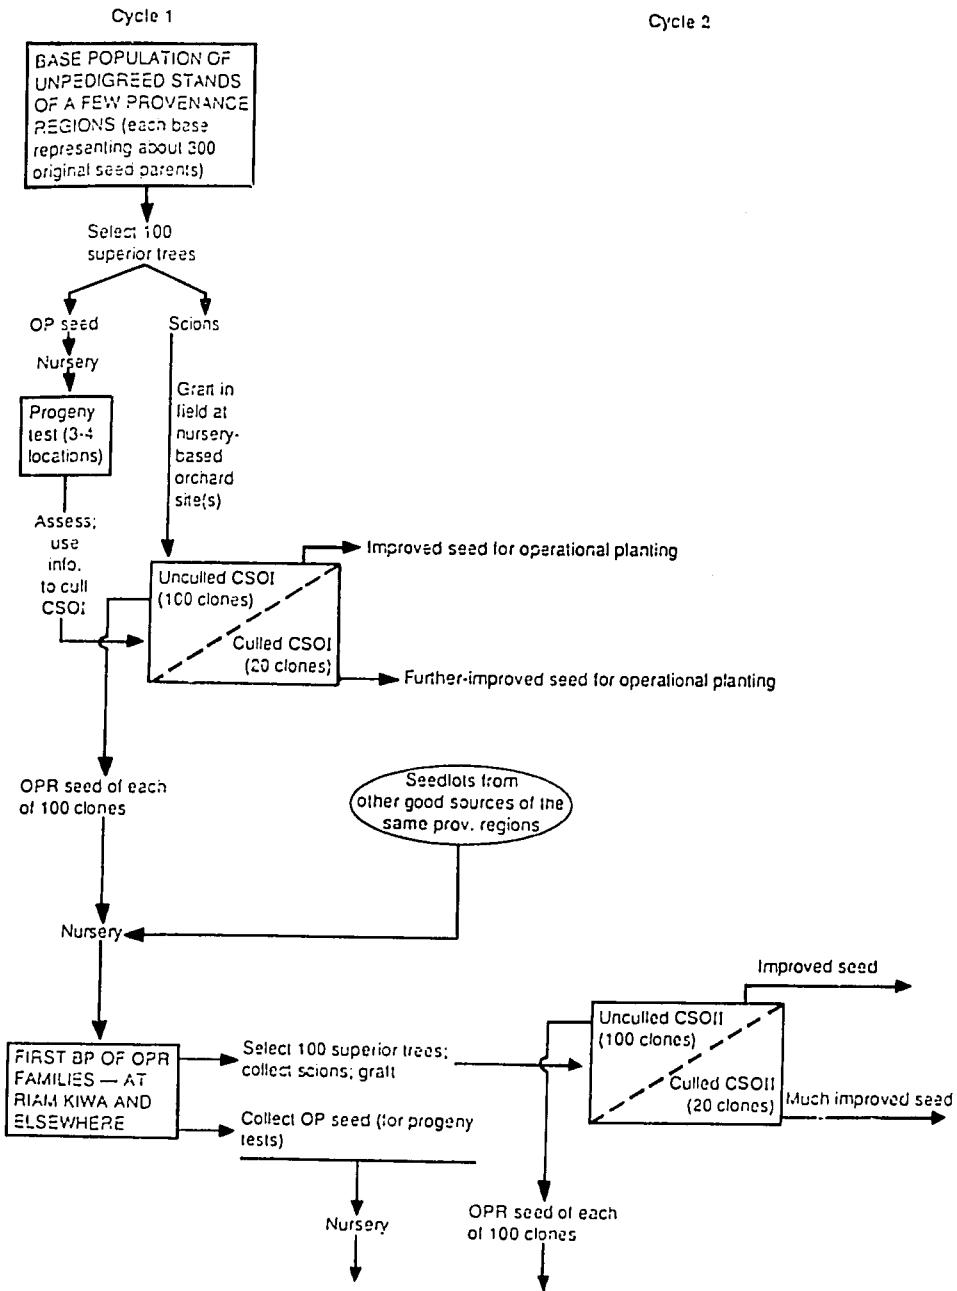 Cycle 1
Cycle 2
BASE POPULATION OF
UNPEDIGREED STANDS
OF A FEW PROVENANCE
REGIONS (each base
representing about 300
original seed parents)
Select 100
superior trees
OP seed
Scions
Nursery
Graft in
field at
nursery-
based
orchard
site(s)
Progeny
test (3-4
locations)
Assess;
use
info.
to cull
CSOI
Improved seed for operational planting
Unculled CSOI
(100 clones)
Culled CSOI
(20 clones)
Further-improved seed for operational planting
OPR seed of each
of 100 clones
Seedlots from
other good sources of the
same prov. regions
Nursery
Improved seed
Unculled CSOII
(100 clones)
Culled CSOII
(20 clones)
Much improved seed
FIRST BP OF OPR
FAMILIES — AT
RIAM KIWA AND
ELSEWHERE
Select 100 superior trees;
collect scions; graft
Collect OP seed (for progeny
tests)
Nursery
OPR seed of each
of 100 clones